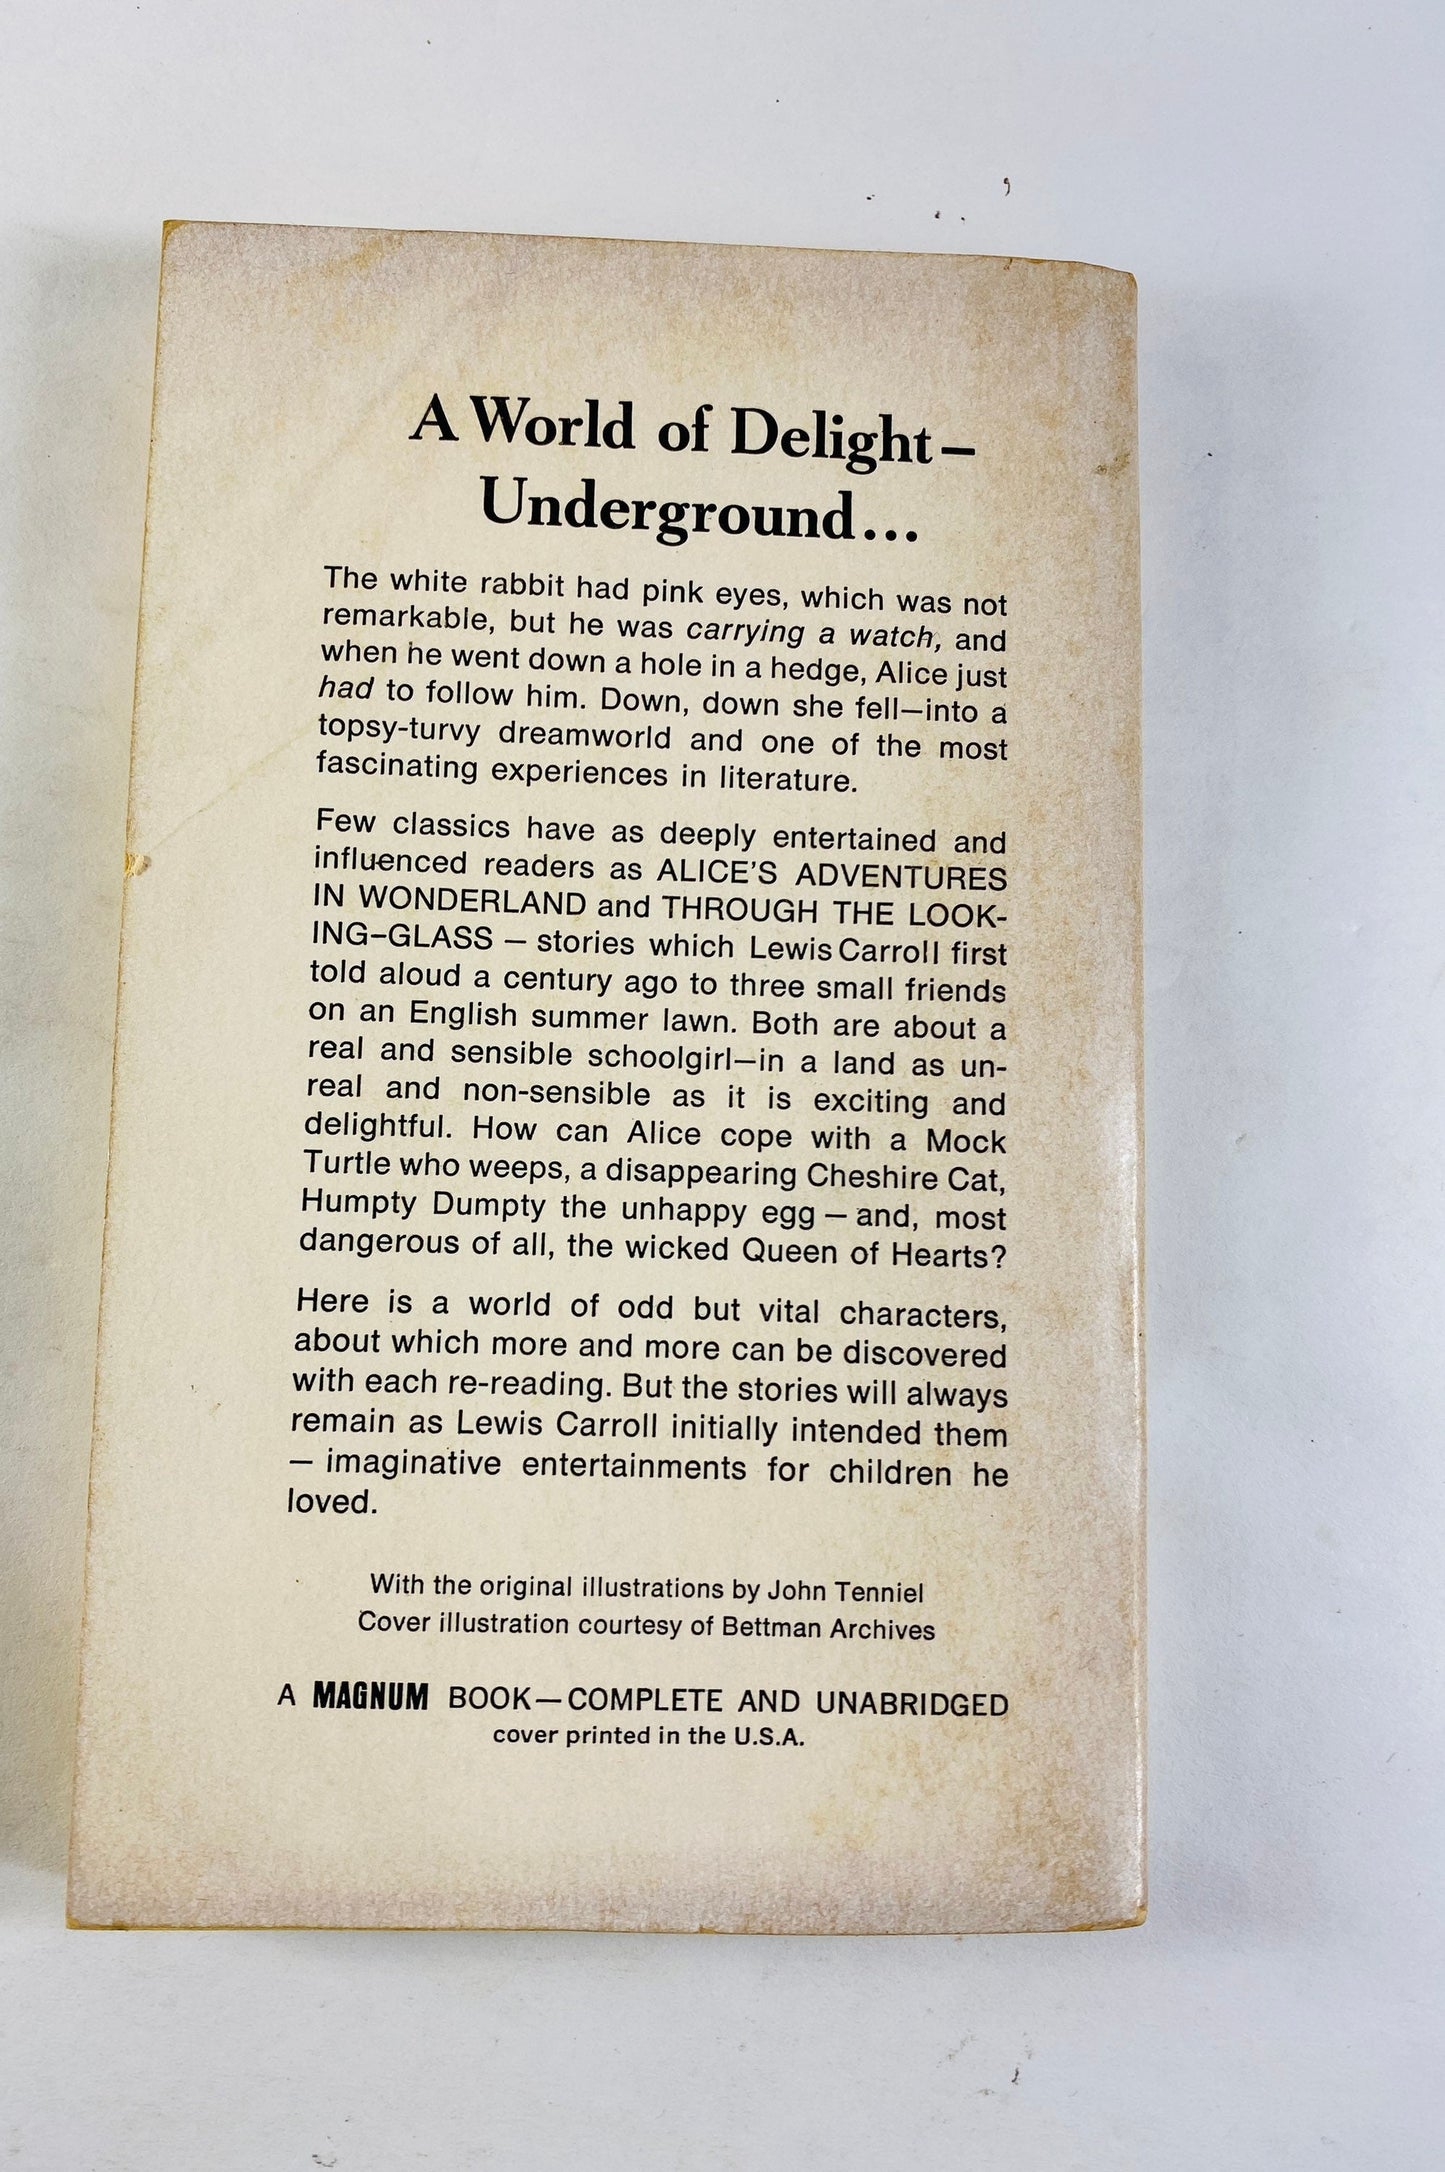 A World of Delight—
Underground...
The white rabbit had pink eyes, which was not
remarkable, but he was carrying a watch, and
when he went down a hole in a hedge, Alice just
had to follow him. Down, down she fell—into a
topsy-turvy dreamworld and one of the most
fascinating experiences in literature.
Few classics have as deeply entertained and
influenced readers as ALICE'S ADVENTURES
IN WONDERLAND and THROUGH THE LOOK-
ING-GLASS — stories which Lewis Carroll first
told aloud a century ago to three small friends
on an English summer lawn. Both are about a
real and sensible schoolgirl—in a land as un-
real and non-sensible as it is exciting and
delightful. How can Alice cope with a Mock
Turtle who weeps, a disappearing Cheshire Cat,
Humpty Dumpty the unhappy egg — and, most
dangerous of all, the wicked Queen of Hearts?
Here is a world of odd but vital characters,
about which more and more can be discovered
with each re-reading. But the stories will always
remain as Lewis Carroll initially intended them
— imaginative entertainments for children he
loved.
With the original illustrations by John Tenniel
Cover illustration courtesy of Bettman Archives
A MAGNUM BOOK—COMPLETE AND UNABRIDGED
cover printed in the U.S.A.